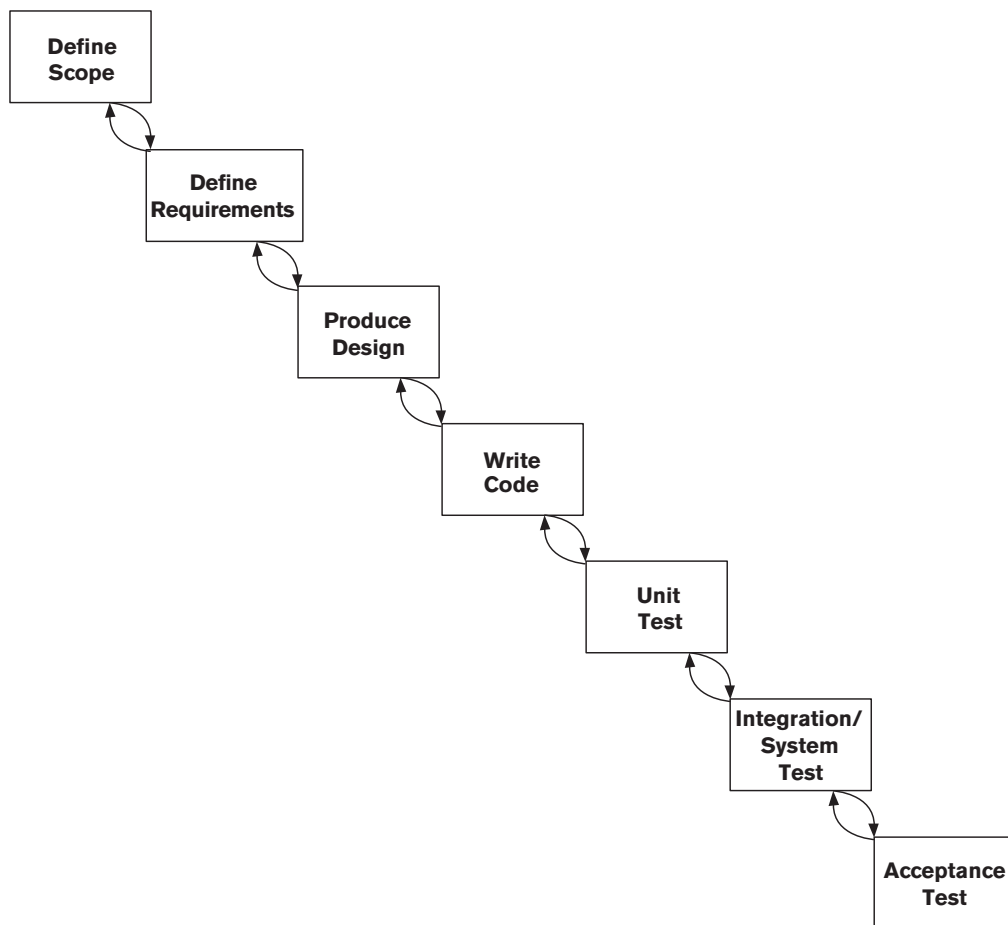 Define
Scope
Define
Requirements
Produce
Design
Write
Code
Unit
Test
Integration/
System
Test
Acceptance
Test